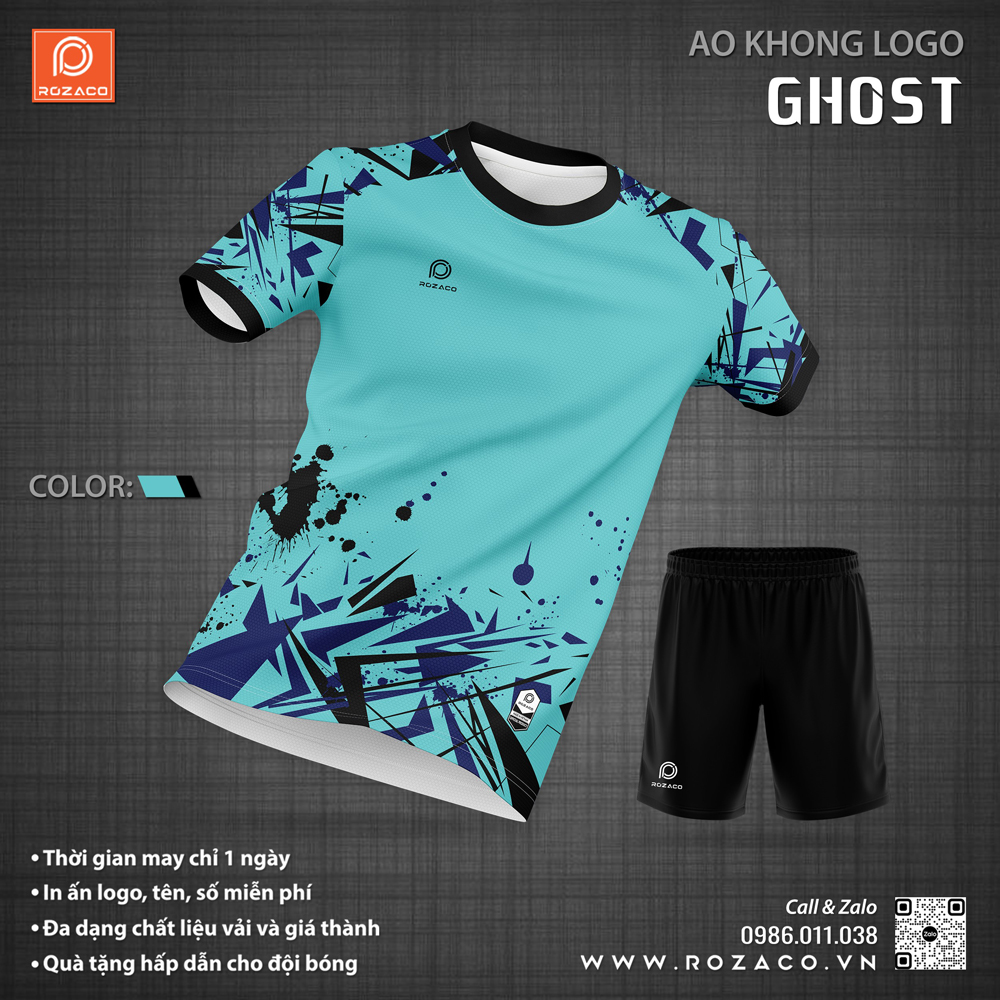 ROZACO
AO KHONG LOGO
GHOST
ROZACO
COLOR:
ROZACO
ROZACO
• Thời gian may chỉ 1 ngày
• In ấn logo, tên, số miễn phí
• Đa dạng chất liệu vải và giá thành
• Quà tặng hấp dẫn cho đội bóng
Call & Zalo
0986.011.038
Zalo
WWW.ROZACO.VN